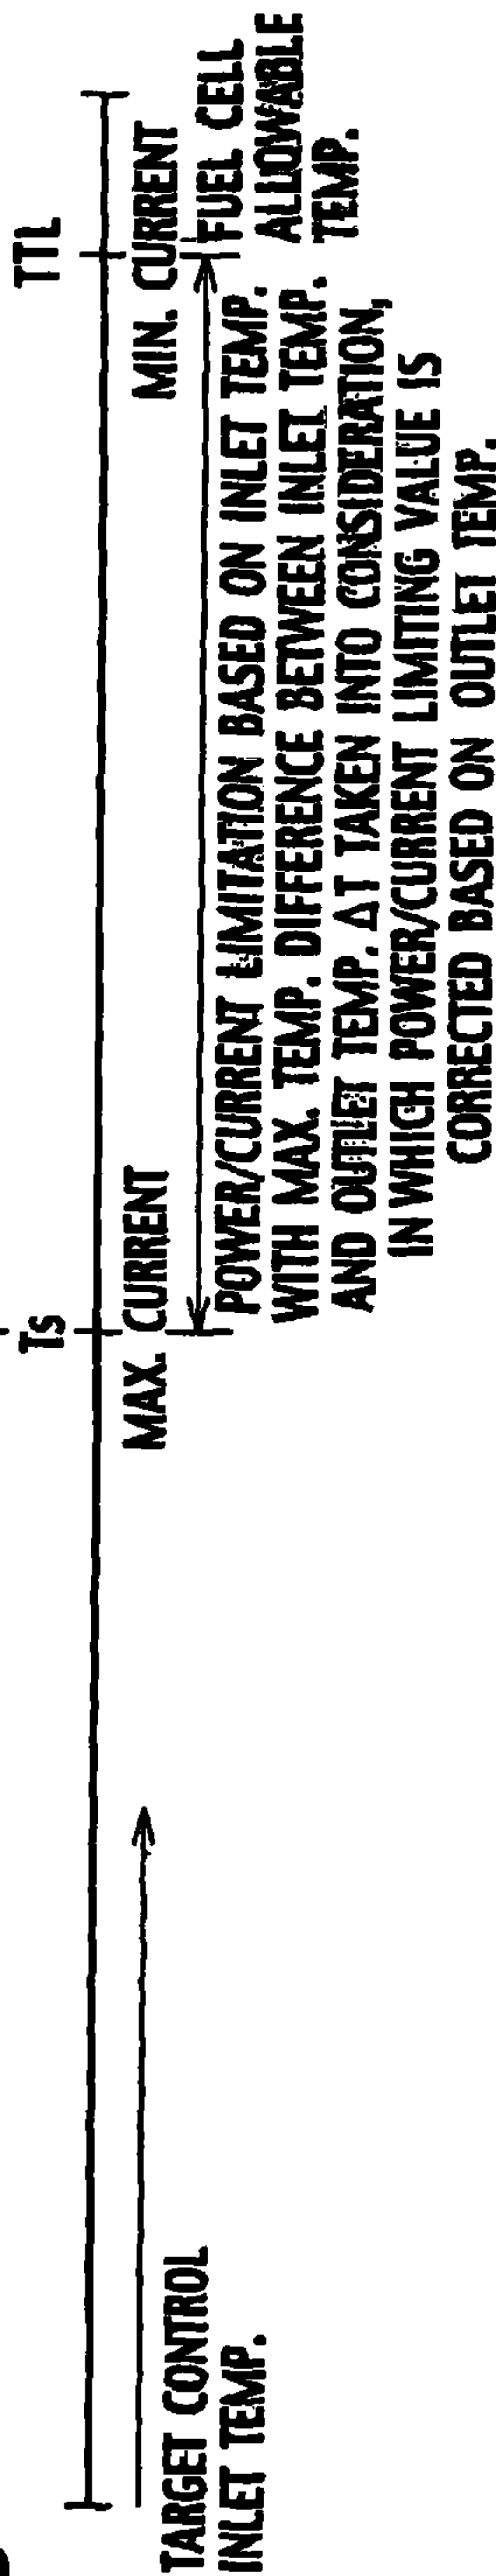 TTL
Ts
MIN. CURRENT
FUEL CELL
ALLOWABLE
TEMP.
MAX. CURRENT
POWER/CURRENT LIMITATION BASED ON INLET TEMP.
WITH MAX. TEMP. DIFFERENCE BETWEEN INLET TEMP.
AND OUTLET TEMP. ΔT TAKEN INTO CONSIDERATION,
IN WHICH POWER/CURRENT LIMITING VALUE IS
CORRECTED BASED ON OUTLET TEMP.
TARGET CONTROL
INLET TEMP.